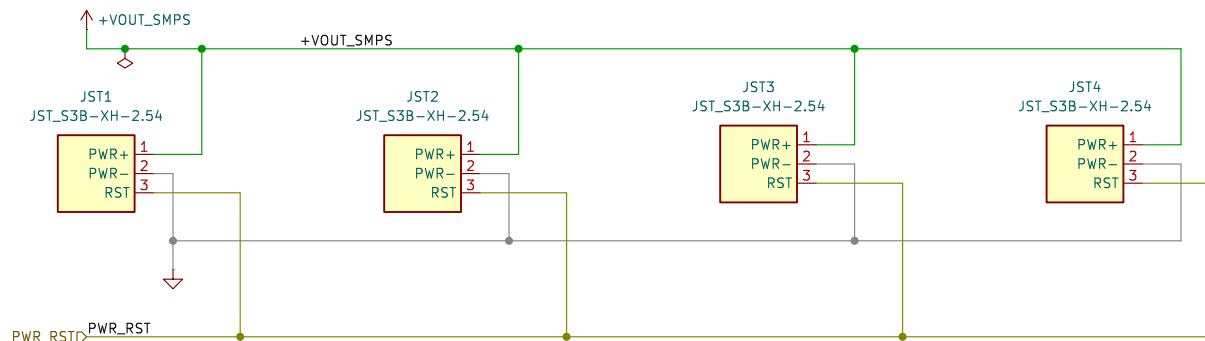 +VOUT_SMPS
+VOUT_SMPS
JST1
JST_S3B-XH-2.54
PWR+ 1
PWR- 2
RST 3
JST2
JST_S3B-XH-2.54
PWR+ 1
PWR- 2
RST 3
JST3
JST_S3B-XH-2.54
PWR+ 1
PWR- 2
RST 3
JST4
JST_S3B-XH-2.54
PWR+ 1
PWR- 2
RST 3
PWR_RST
PWR_RST